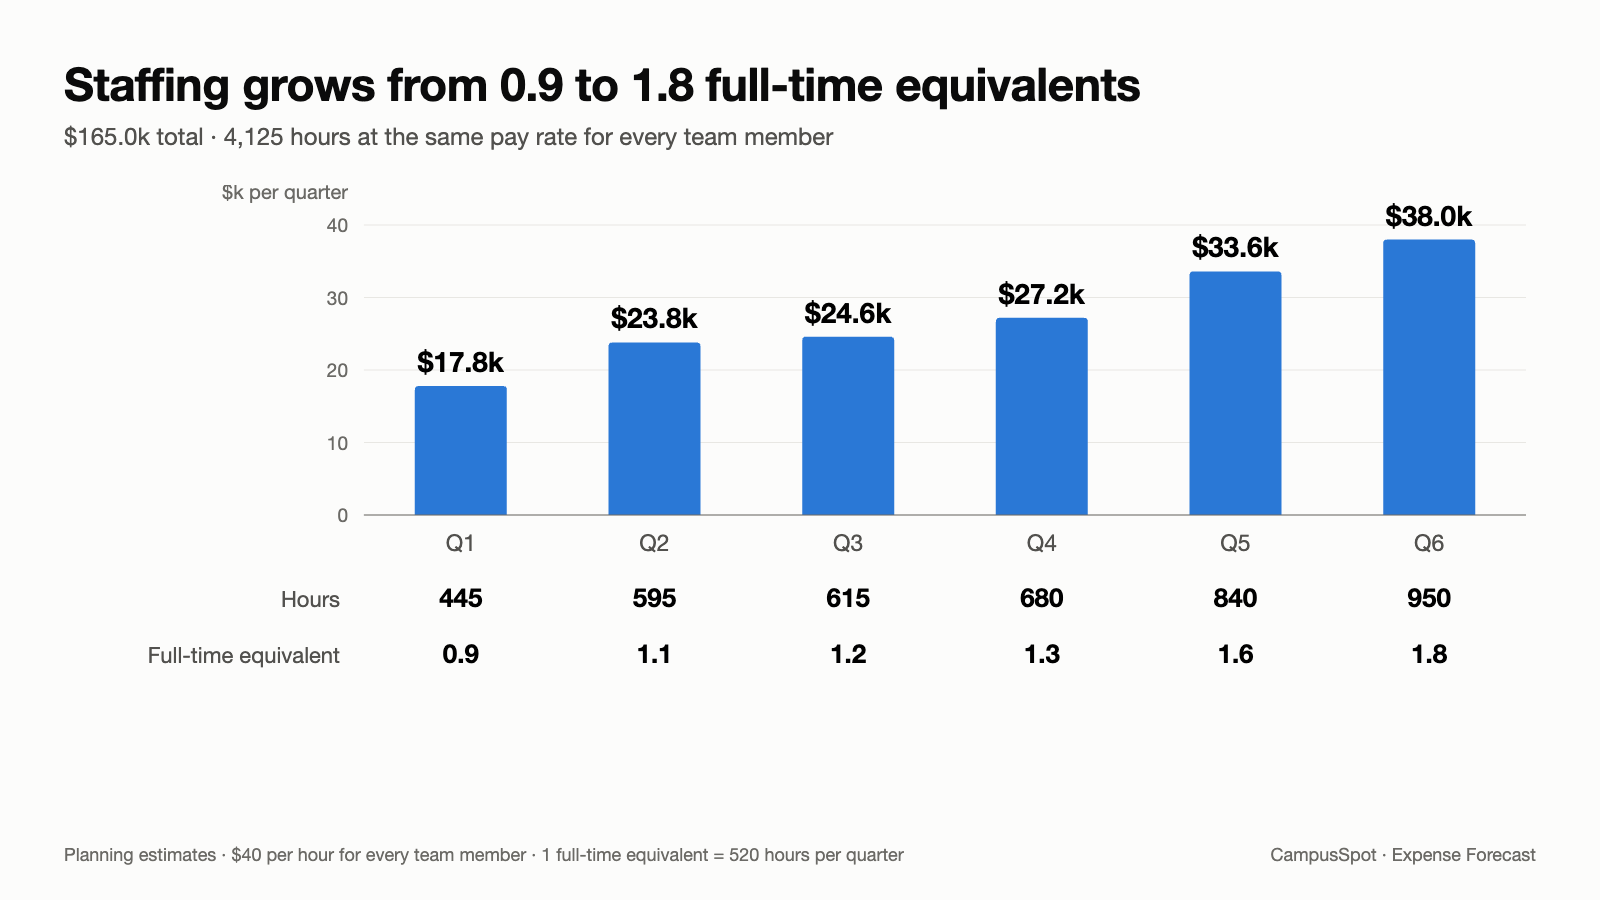 Staffing grows from 0.9 to 1.8 full-time equivalents
$165.0k total · 4,125 hours at the same pay rate for every team member
$k per quarter
40
30
20
10
0
$17.8k
$23.8k
$24.6k
$27.2k
$33.6k
$38.0k
Q1 Q2 Q3 Q4 Q5 Q6
Hours 445 595 615 680 840 950
Full-time equivalent 0.9 1.1 1.2 1.3 1.6 1.8
Planning estimates · $40 per hour for every team member · 1 full-time equivalent = 520 hours per quarter
CampusSpot · Expense Forecast